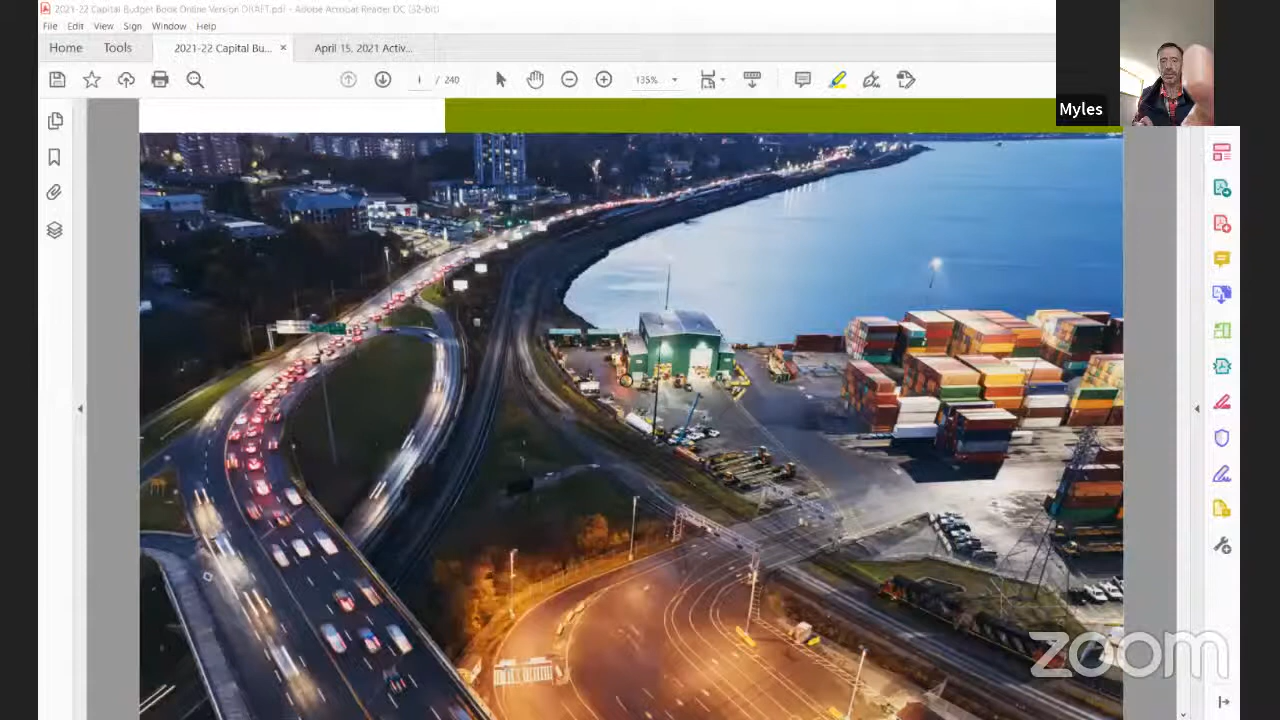 2021-22 Capital Budget Book Online Version DRAFT.pdf - Adobe Acrobat Reader DC (32-bit)
File Edit View Sign Window Help
Home Tools 2021-22 Capital Bu... × April 15, 2021 Activ...
i / 240 135%
Myles
zoom